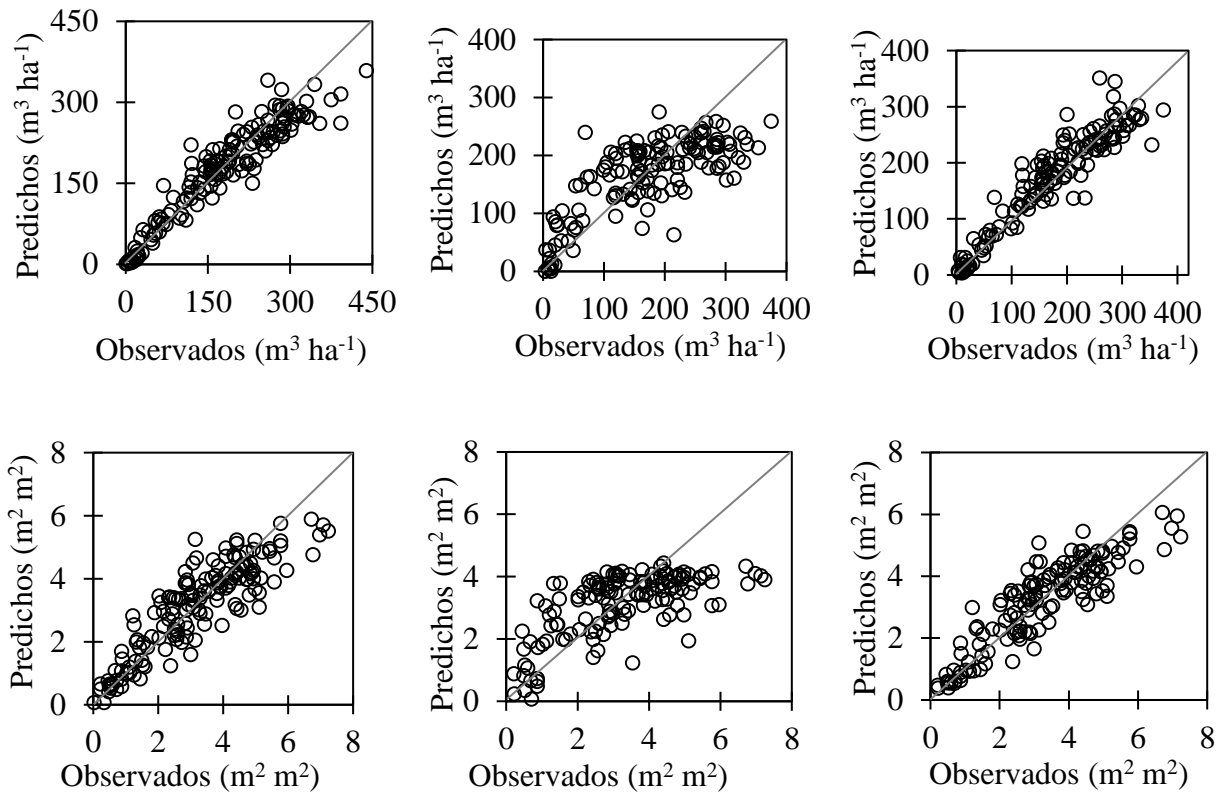 450
300
150
0
Predichos (m³ ha⁻¹)
0 150 300 450
Observados (m³ ha⁻¹)
400
300
200
100
0
Predichos (m³ ha⁻¹)
0 100 200 300 400
Observados (m³ ha⁻¹)
400
300
200
100
0
Predichos (m³ ha⁻¹)
0 100 200 300 400
Observados (m³ ha⁻¹)
8
6
4
2
0
Predichos (m² m²)
0 2 4 6 8
Observados (m² m²)
8
6
4
2
0
Predichos (m² m²)
0 2 4 6 8
Observados (m² m²)
8
6
4
2
0
Predichos (m² m²)
0 2 4 6 8
Observados (m² m²)